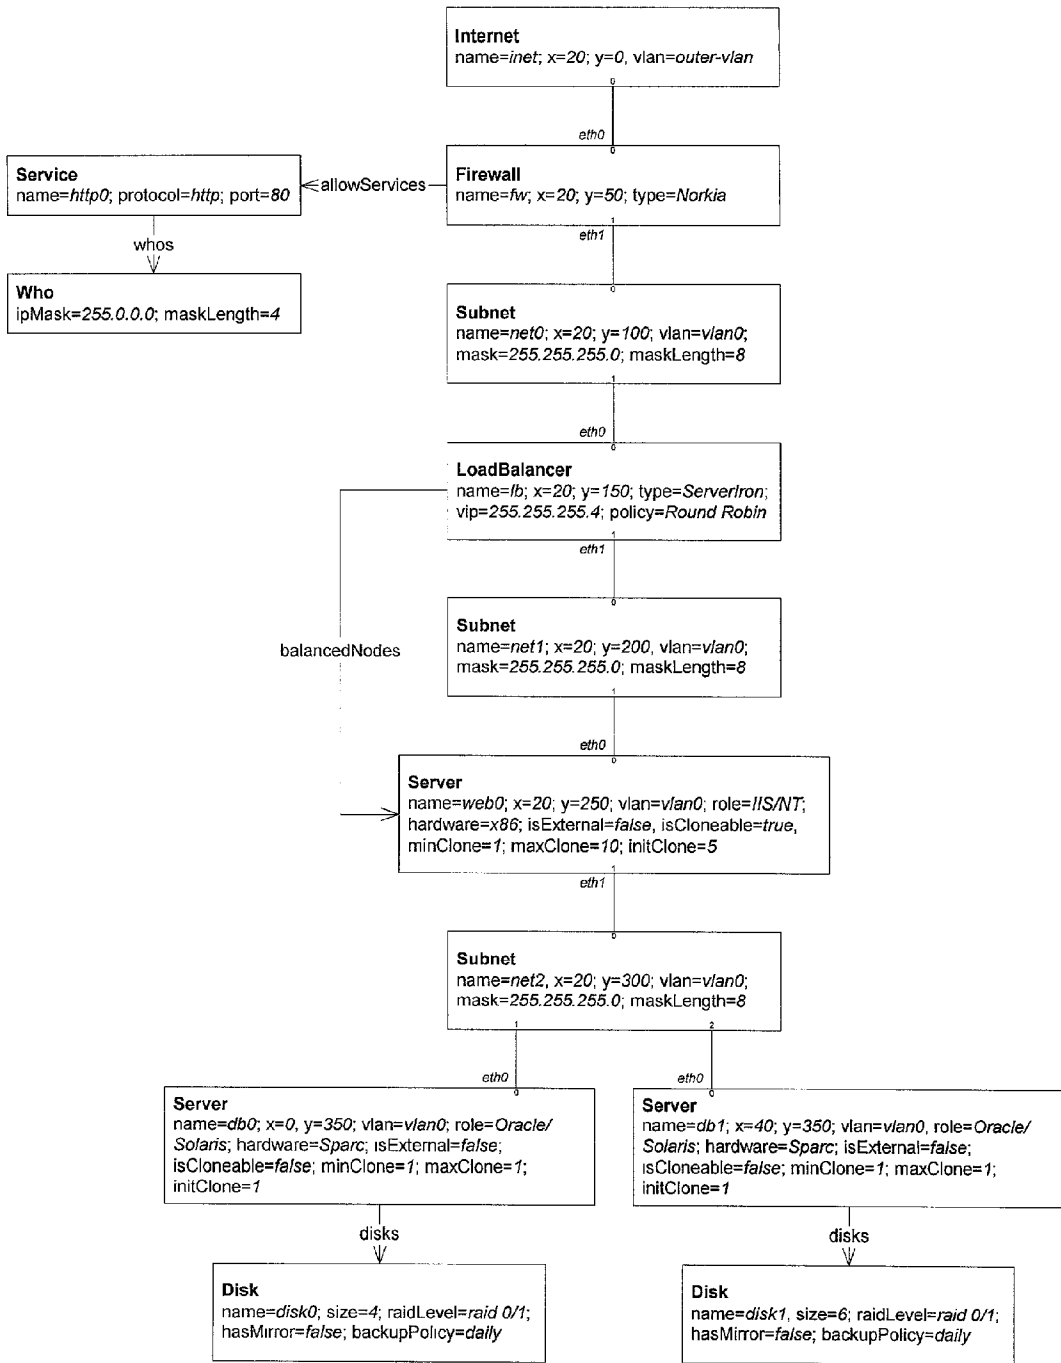 Internet
name=inet; x=20; y=0, vlan=outer-vlan
0
eth0
0
Service
name=http0; protocol=http; port=80
allowServices
Firewall
name=fw; x=20; y=50; type=Norkia
1
eth1
whos
0
Who
ipMask=255.0.0.0; maskLength=4
Subnet
name=net0; x=20; y=100; vlan=vlan0;
mask=255.255.255.0; maskLength=8
1
eth0
0
LoadBalancer
name=lb; x=20; y=150; type=ServerIron;
vip=255.255.255.4; policy=Round Robin
1
eth1
0
balancedNodes
Subnet
name=net1; x=20; y=200, vlan=vlan0;
mask=255.255.255.0; maskLength=8
1
eth0
0
Server
name=web0; x=20; y=250; vlan=vlan0; role=IIS/NT;
hardware=x86; isExternal=false, isCloneable=true,
minClone=1; maxClone=10; initClone=5
1
eth1
0
Subnet
name=net2, x=20; y=300; vlan=vlan0;
mask=255.255.255.0; maskLength=8
1
2
eth0
eth0
0
0
Server
name=db0; x=0, y=350; vlan=vlan0; role=Oracle/
Solaris; hardware=Sparc; isExternal=false;
isCloneable=false; minClone=1; maxClone=1;
initClone=1
Server
name=db1; x=40; y=350; vlan=vlan0, role=Oracle/
Solaris; hardware=Sparc; isExternal=false;
isCloneable=false; minClone=1; maxClone=1;
initClone=1
disks
disks
Disk
name=disk0; size=4; raidLevel=raid 0/1;
hasMirror=false; backupPolicy=daily
Disk
name=disk1, size=6; raidLevel=raid 0/1;
hasMirror=false; backupPolicy=daily